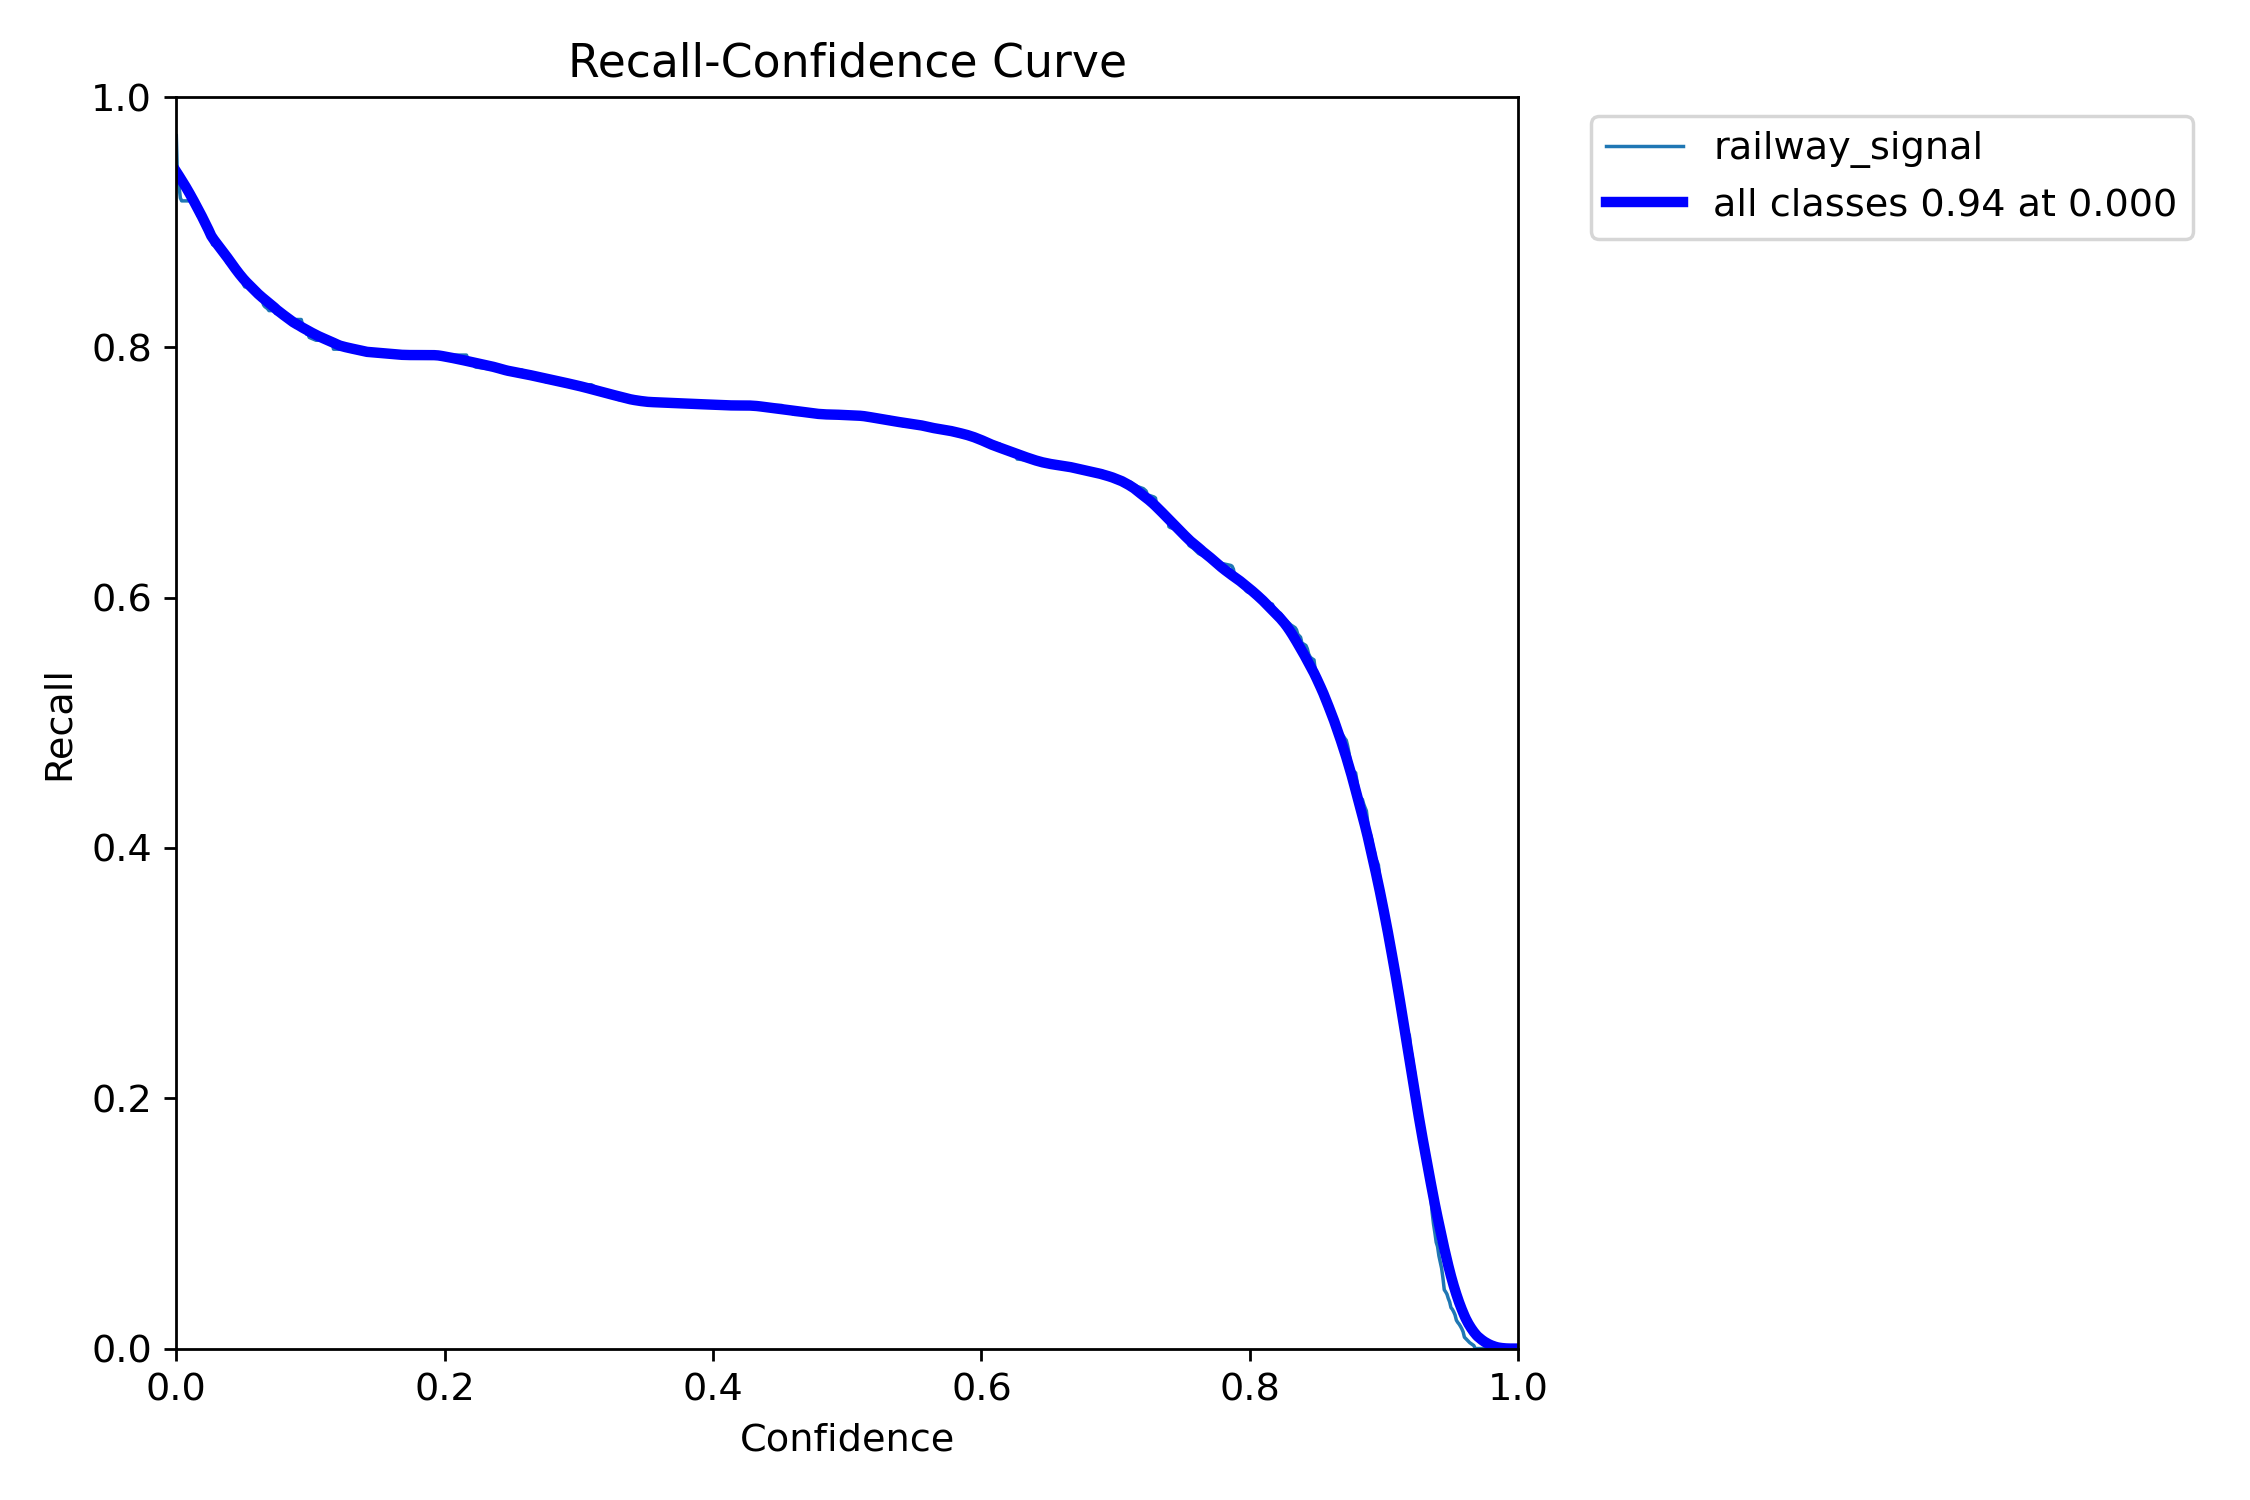 Recall-Confidence Curve
1.0
0.8
0.6
0.4
0.2
0.0
Recall
0.0 0.2 0.4 0.6 0.8 1.0
Confidence
railway_signal
all classes 0.94 at 0.000